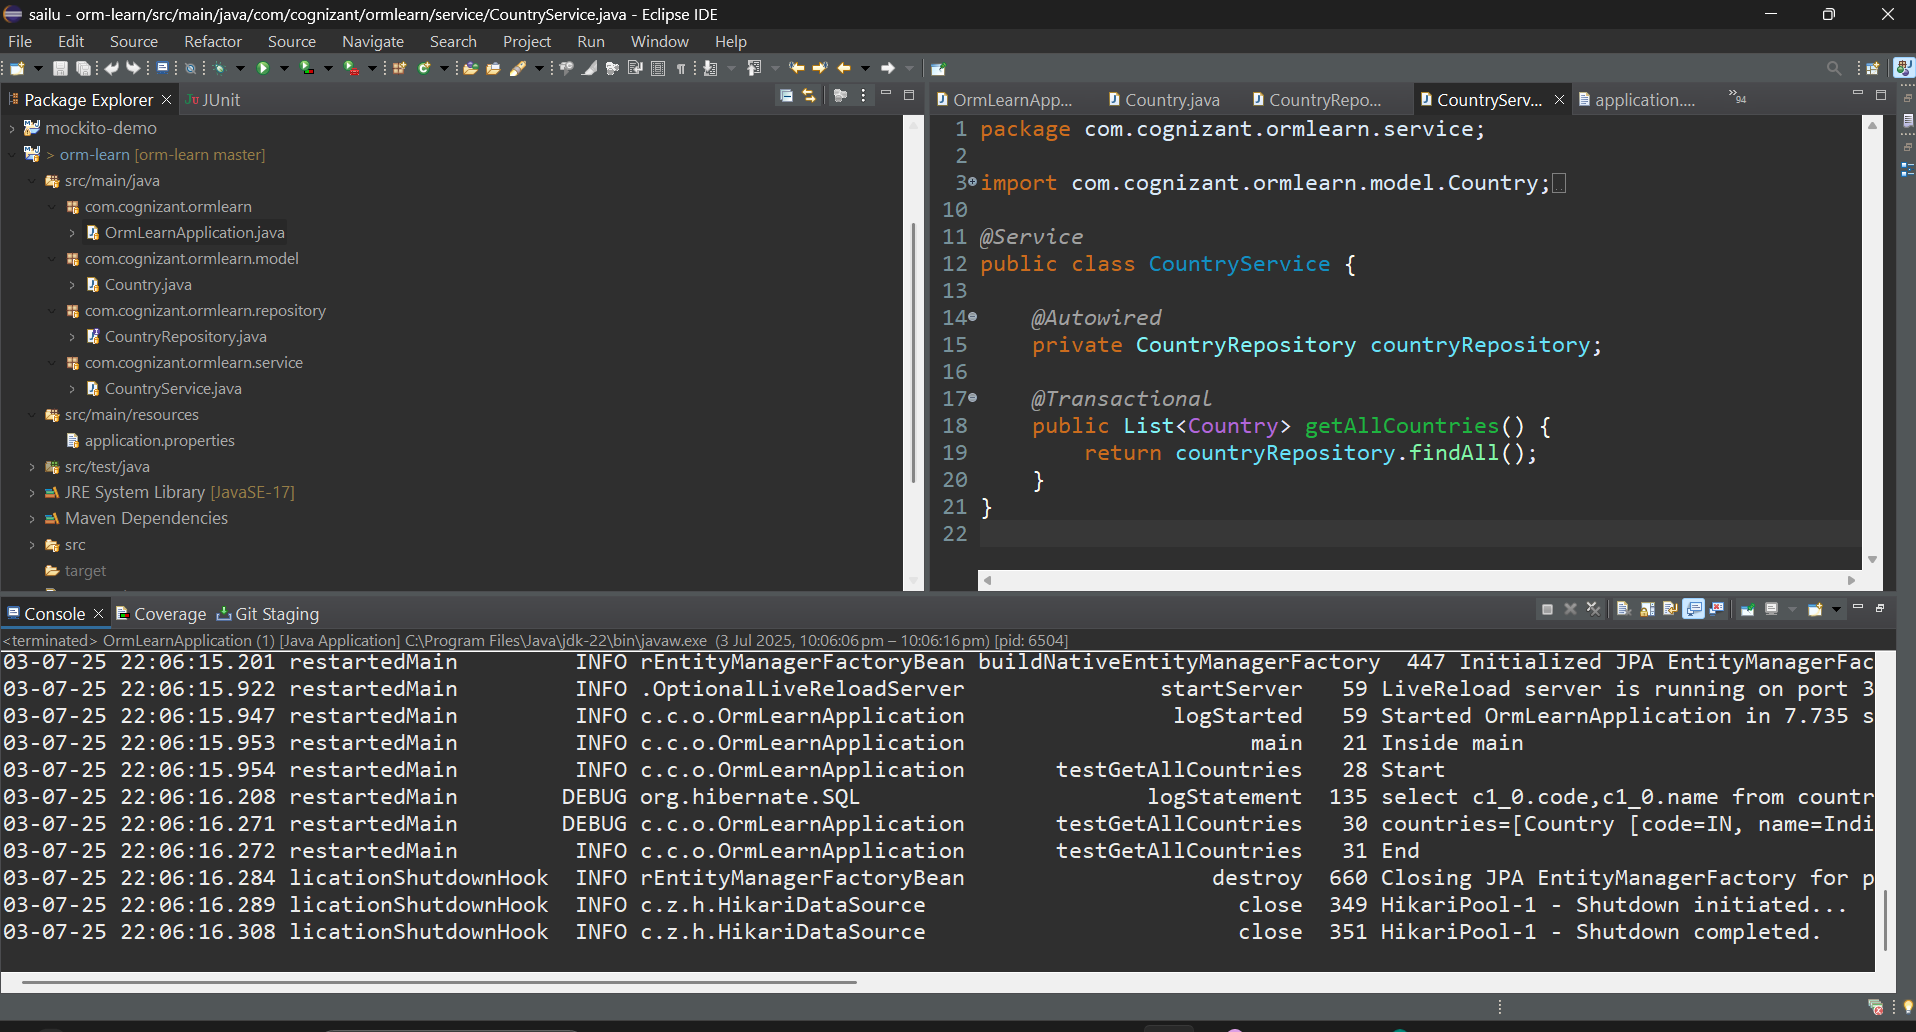 sailu - orm-learn/src/main/java/com/cognizant/ormlearn/service/CountryService.java - Eclipse IDE
File Edit Source Refactor Source Navigate Search Project Run Window Help
Package Explorer JUnit
mockito-demo
> orm-learn [orm-learn master]
src/main/java
com.cognizant.ormlearn
OrmLearnApplication.java
com.cognizant.ormlearn.model
Country.java
com.cognizant.ormlearn.repository
CountryRepository.java
com.cognizant.ormlearn.service
CountryService.java
src/main/resources
application.properties
src/test/java
JRE System Library [JavaSE-17]
Maven Dependencies
src
target
OrmLearnApp... Country.java CountryRepo... CountryServ... application.... »94
1 package com.cognizant.ormlearn.service;
2
3 import com.cognizant.ormlearn.model.Country;
10
11 @Service
12 public class CountryService {
13
14 @Autowired
15 private CountryRepository countryRepository;
16
17 @Transactional
18 public List<Country> getAllCountries() {
19 return countryRepository.findAll();
20 }
21 }
22
Console Coverage Git Staging
<terminated> OrmLearnApplication (1) [Java Application] C:\Program Files\Java\jdk-22\bin\javaw.exe (3 Jul 2025, 10:06:06 pm – 10:06:16 pm) [pid: 6504]
03-07-25 22:06:15.201 restartedMain INFO rEntityManagerFactoryBean buildNativeEntityManagerFactory 447 Initialized JPA EntityManagerFac
03-07-25 22:06:15.922 restartedMain INFO .OptionalLiveReloadServer startServer 59 LiveReload server is running on port 3
03-07-25 22:06:15.947 restartedMain INFO c.c.o.OrmLearnApplication logStarted 59 Started OrmLearnApplication in 7.735 s
03-07-25 22:06:15.953 restartedMain INFO c.c.o.OrmLearnApplication main 21 Inside main
03-07-25 22:06:15.954 restartedMain INFO c.c.o.OrmLearnApplication testGetAllCountries 28 Start
03-07-25 22:06:16.208 restartedMain DEBUG org.hibernate.SQL logStatement 135 select c1_0.code,c1_0.name from countr
03-07-25 22:06:16.271 restartedMain DEBUG c.c.o.OrmLearnApplication testGetAllCountries 30 countries=[Country [code=IN, name=Indi
03-07-25 22:06:16.272 restartedMain INFO c.c.o.OrmLearnApplication testGetAllCountries 31 End
03-07-25 22:06:16.284 licationShutdownHook INFO rEntityManagerFactoryBean destroy 660 Closing JPA EntityManagerFactory for p
03-07-25 22:06:16.289 licationShutdownHook INFO c.z.h.HikariDataSource close 349 HikariPool-1 - Shutdown initiated...
03-07-25 22:06:16.308 licationShutdownHook INFO c.z.h.HikariDataSource close 351 HikariPool-1 - Shutdown completed.